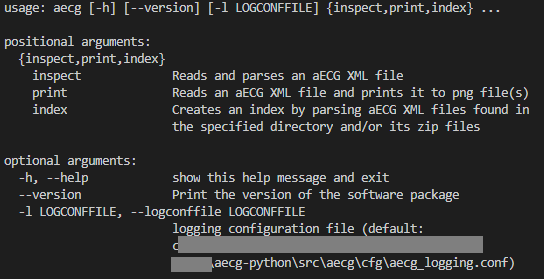 usage: aecg [-h] [--version] [-l LOGCONFFILE] {inspect,print,index} ...
positional arguments:
{inspect,print,index}
inspect Reads and parses an aECG XML file
print Reads an aECG XML file and prints it to png file(s)
index Creates an index by parsing aECG XML files found in
the specified directory and/or its zip files
optional arguments:
-h, --help show this help message and exit
--version Print the version of the software package
-l LOGCONFFILE, --logconffile LOGCONFFILE
logging configuration file (default:
\aecg-python\src\aecg\cfg\aecg_logging.conf)